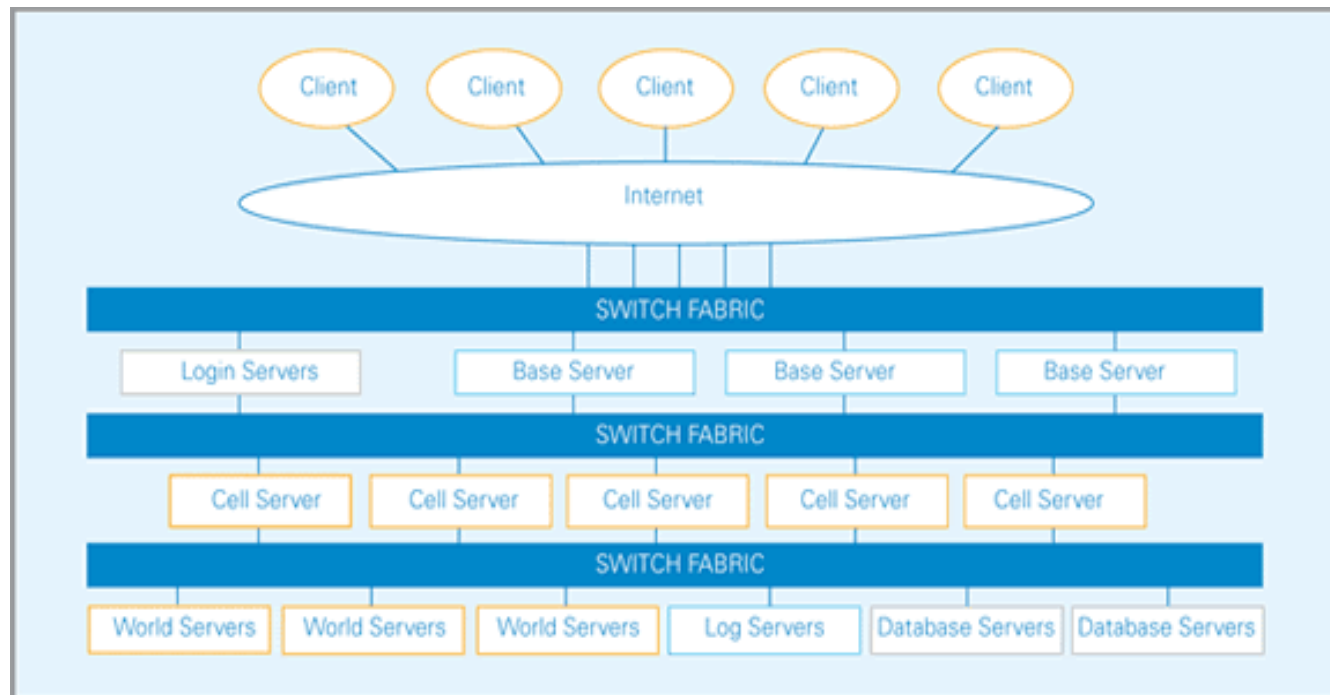 Client Client Client Client Client
Internet
SWITCH FABRIC
Login Servers Base Server Base Server Base Server
SWITCH FABRIC
Cell Server Cell Server Cell Server Cell Server Cell Server
SWITCH FABRIC
World Servers World Servers World Servers Log Servers Database Servers Database Servers